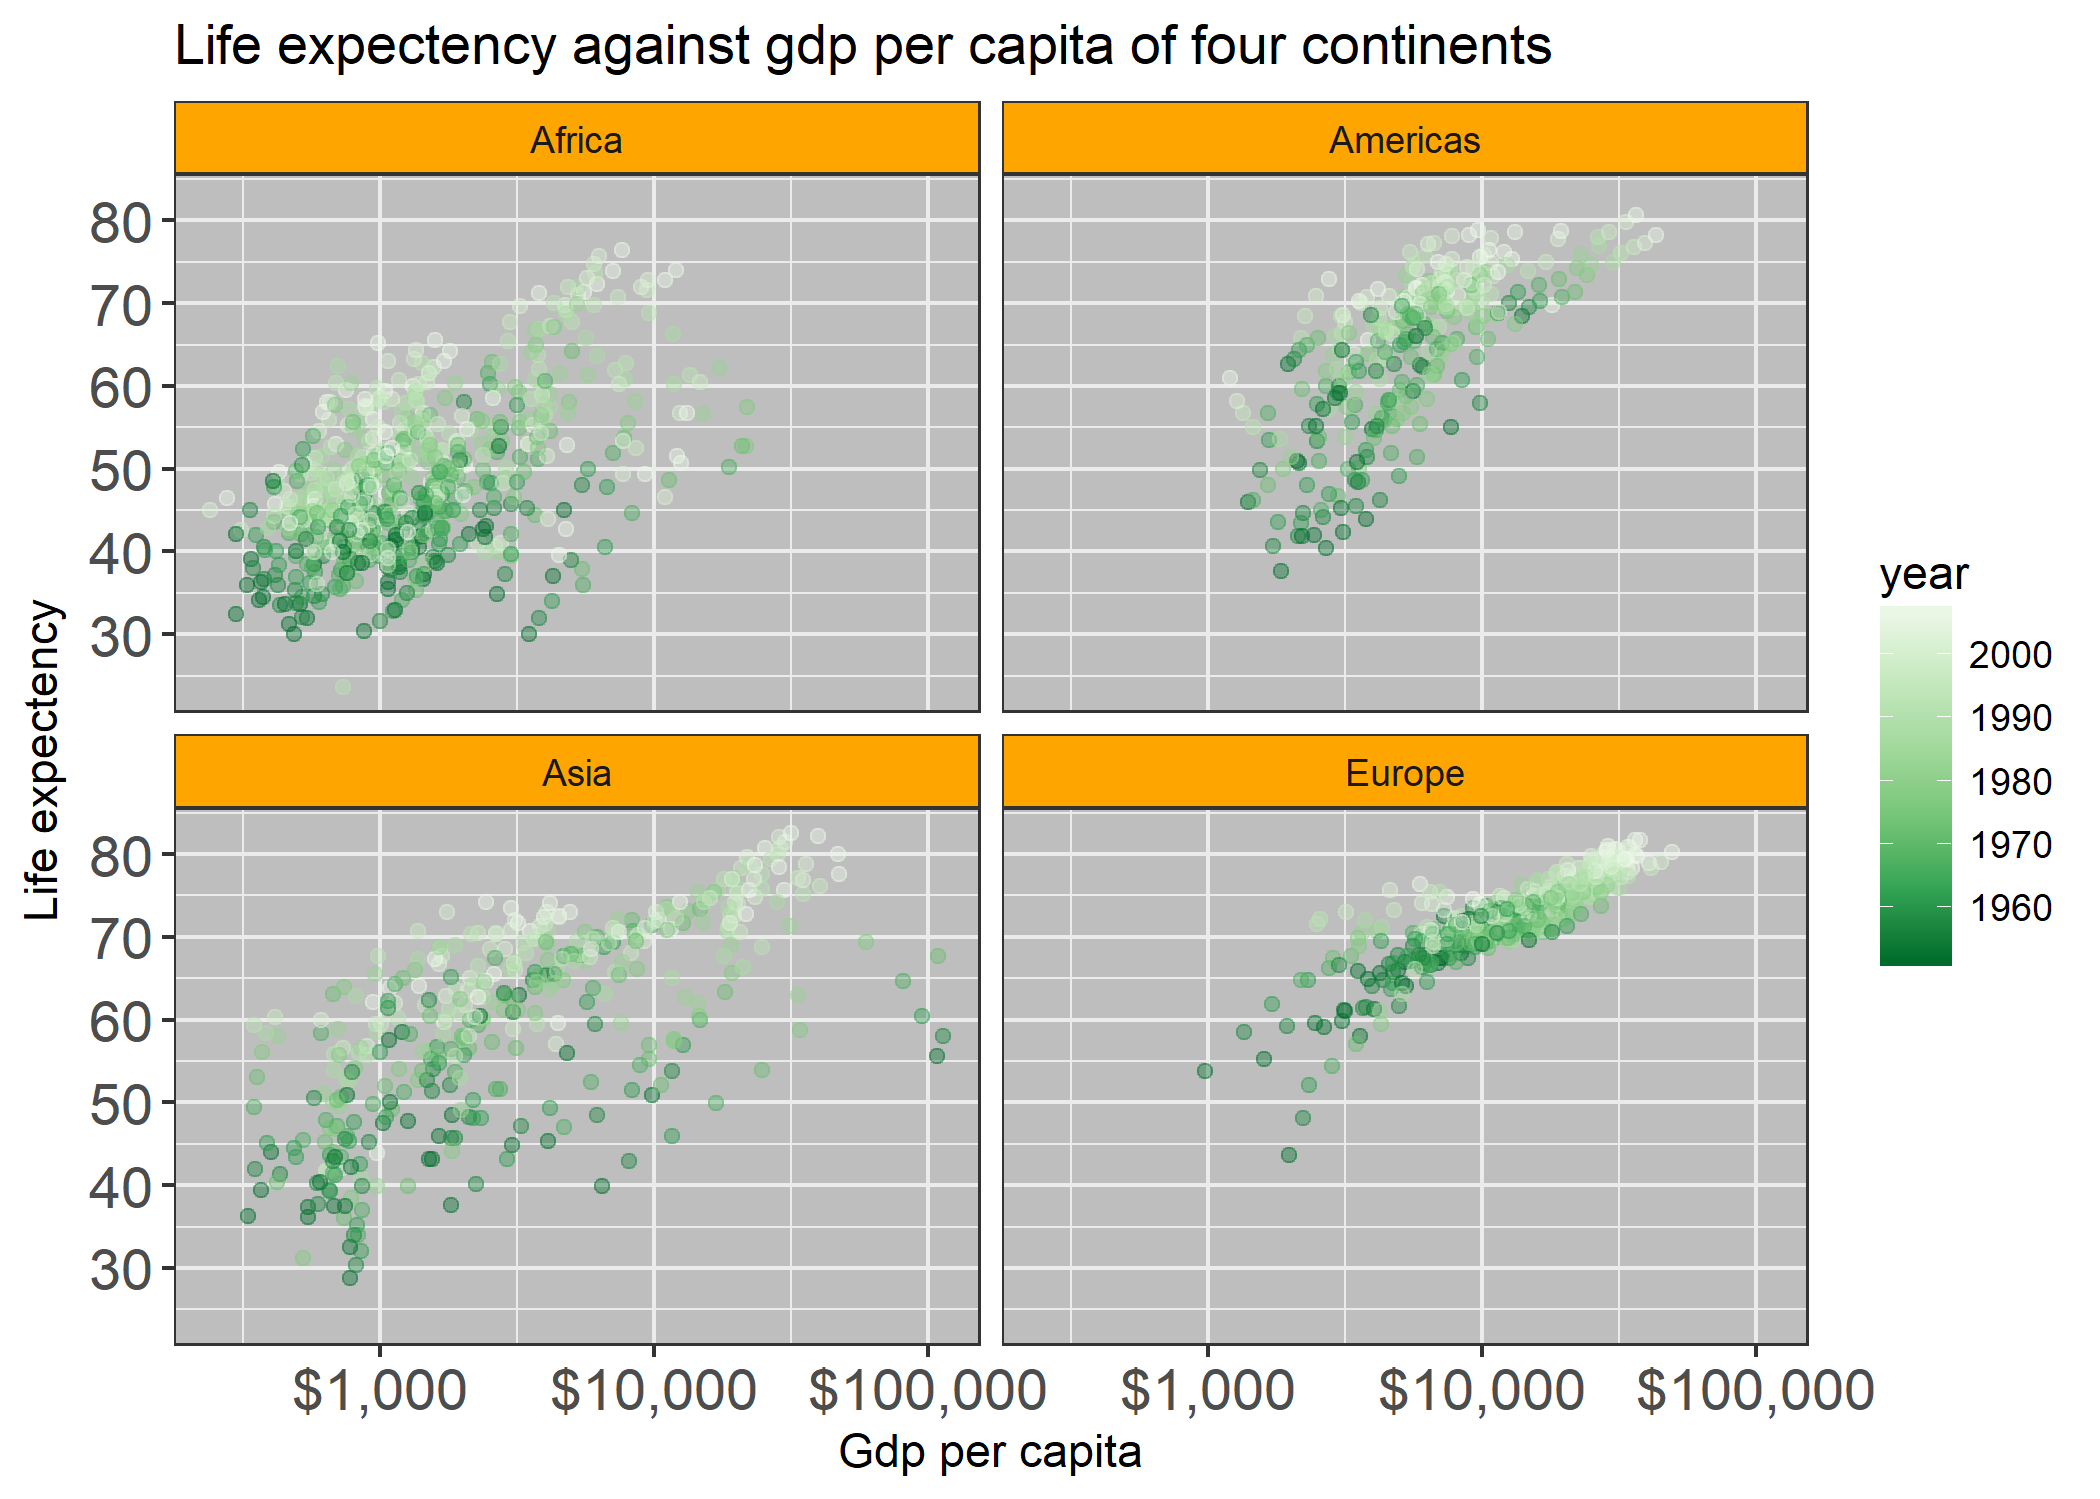 Life expectency against gdp per capita of four continents
Africa
Americas
80
70
60
50
40
30
Asia
Europe
80
70
60
50
40
30
$1,000
$10,000
$100,000
$1,000
$10,000
$100,000
Gdp per capita
Life expectency
year
2000
1990
1980
1970
1960